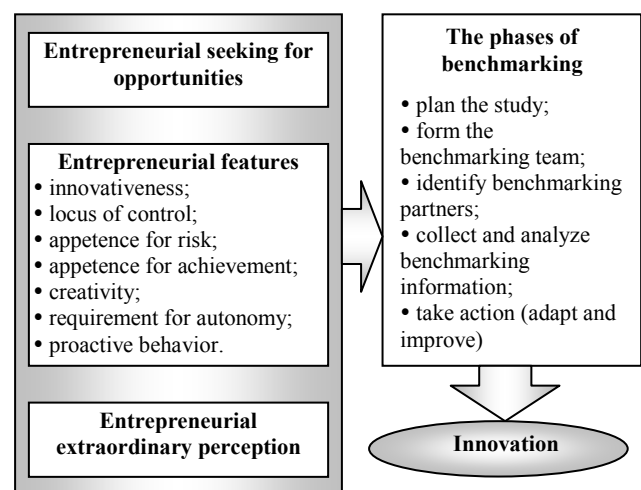 Entrepreneurial seeking for
opportunities
Entrepreneurial features
• innovativeness;
• locus of control;
• appetence for risk;
• appetence for achievement;
• creativity;
• requirement for autonomy;
• proactive behavior.
Entrepreneurial
extraordinary perception
The phases of
benchmarking
• plan the study;
• form the
benchmarking team;
• identify benchmarking
partners;
• collect and analyze
benchmarking
information;
• take action (adapt and
improve)
Innovation